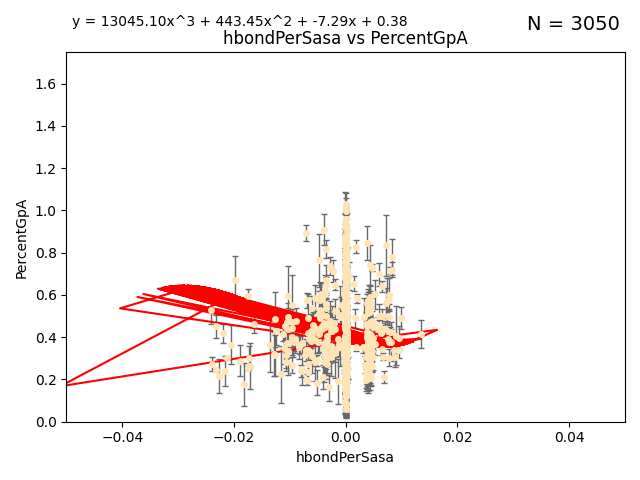 y = 13045.10x^3 + 443.45x^2 + -7.29x + 0.38
N = 3050
hbondPerSasa vs PercentGpA
PercentGpA
1.6
1.4
1.2
1.0
0.8
0.6
0.4
0.2
0.0
−0.04
−0.02
0.00
0.02
0.04
hbondPerSasa